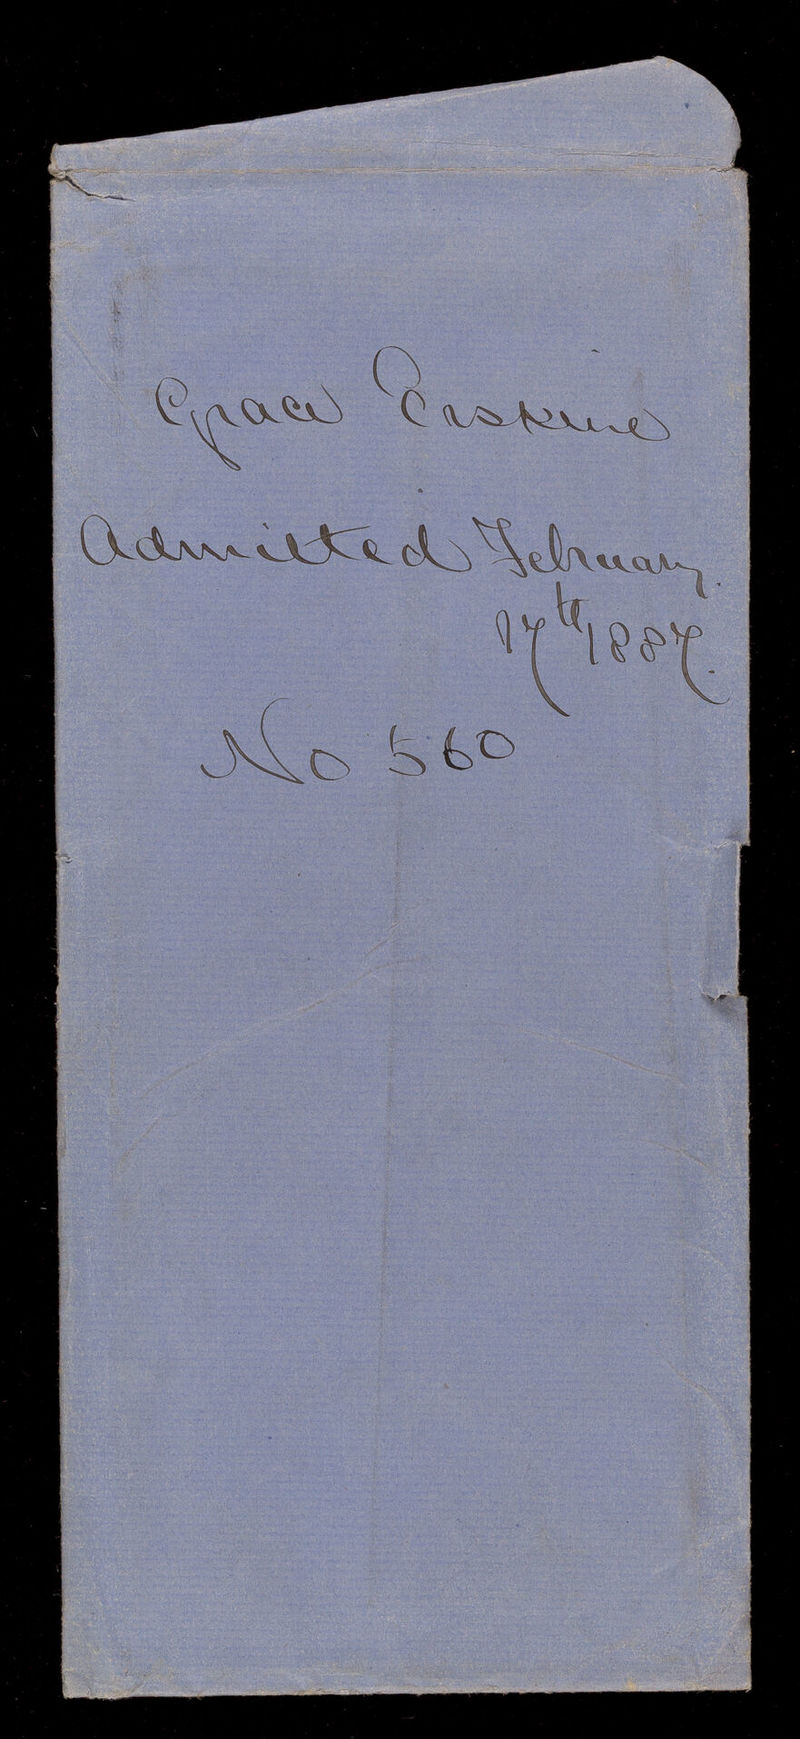 Grace Erskine
Admitted February
17th 1887.
No 560